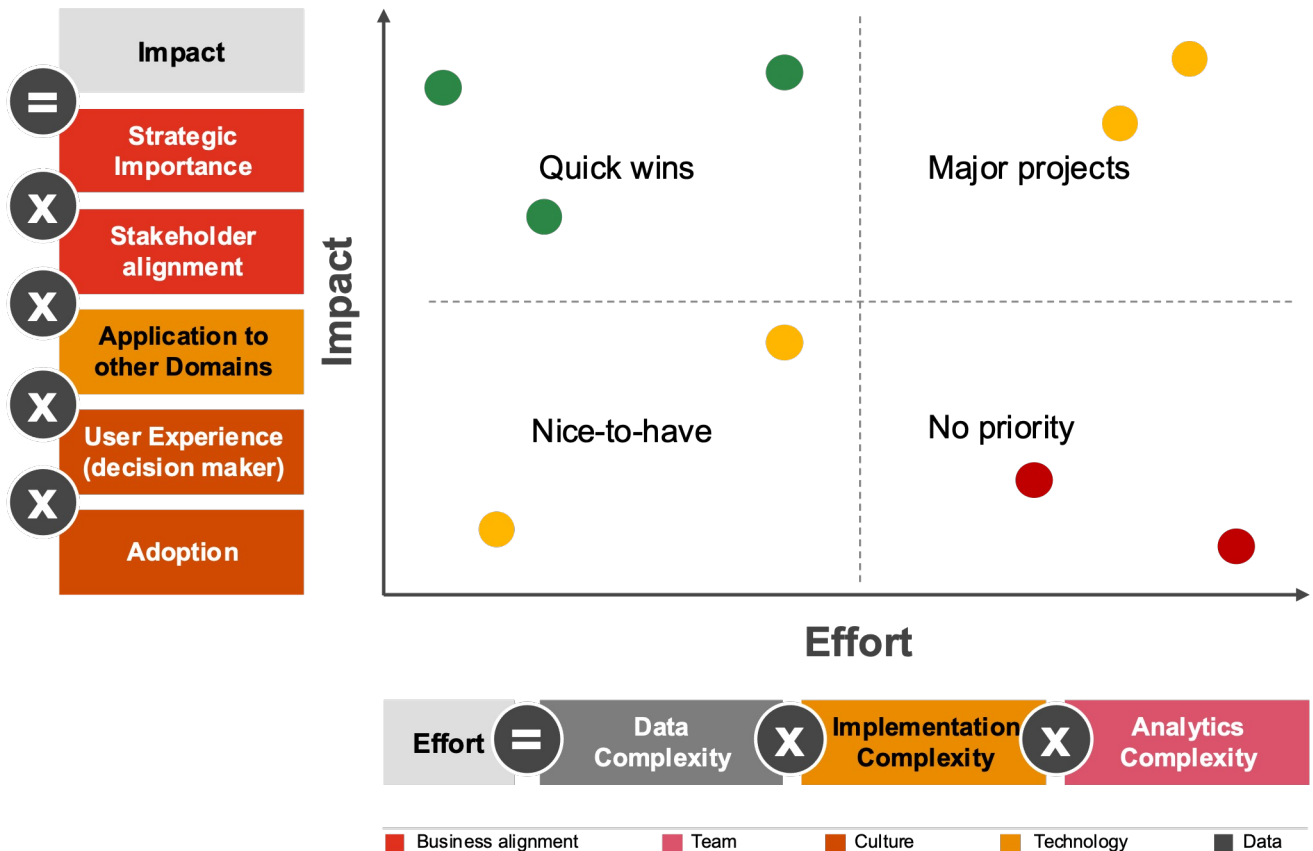 Impact
=
Strategic
Importance
x
Stakeholder
alignment
x
Application to
other Domains
x
User Experience
(decision maker)
x
Adoption
Impact
Quick wins
Major projects
Nice-to-have
No priority
Effort
Effort
=
Data
Complexity
x
Implementation
Complexity
x
Analytics
Complexity
Business alignment
Team
Culture
Technology
Data